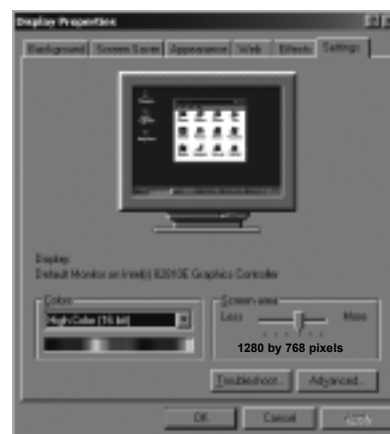 Display Properties
Background Screen Saver Appearance Web Effects Settings
Display:
Default Monitor on Intel(r) 82810E Graphics Controller
Colors
High Color (16 bit)
Screen area
Less More
1280 by 768 pixels
Troubleshoot... Advanced...
OK Cancel Apply